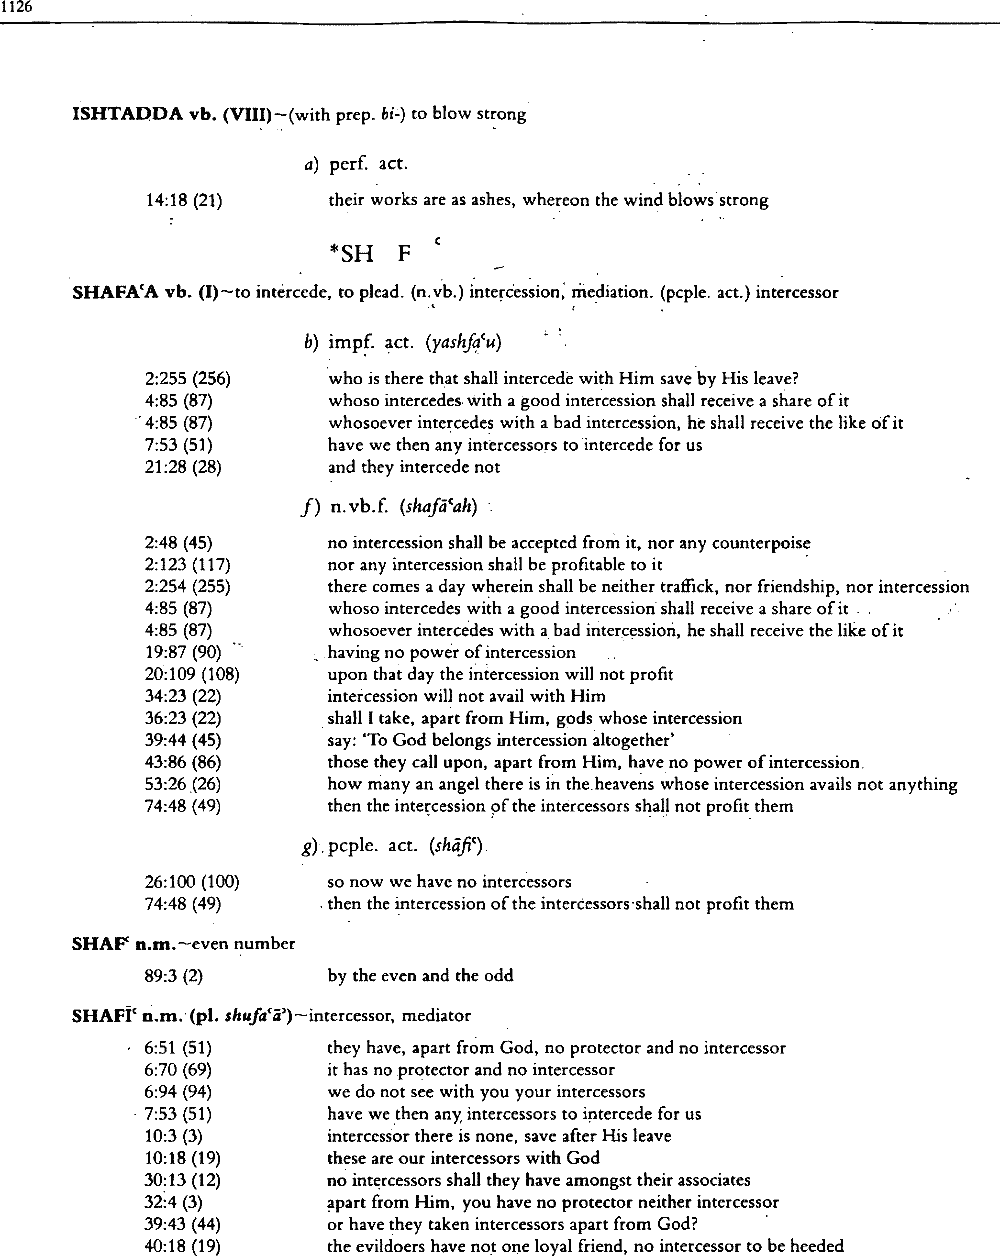 1126
ISHTADDA vb. (VIII)~(with prep. bi-) to blow strong
a) perf. act.
14:18 (21) their works are as ashes, whereon the wind blows strong
*SH F ʿ
SHAFAʿA vb. (I)~to intercede, to plead. (n.vb.) intercession, mediation. (pcple. act.) intercessor
b) impf. act. (yashfaʿu)
2:255 (256) who is there that shall intercede with Him save by His leave?
4:85 (87) whoso intercedes with a good intercession shall receive a share of it
4:85 (87) whosoever intercedes with a bad intercession, he shall receive the like of it
7:53 (51) have we then any intercessors to intercede for us
21:28 (28) and they intercede not
f) n.vb.f. (shafāʿah)
2:48 (45) no intercession shall be accepted from it, nor any counterpoise
2:123 (117) nor any intercession shall be profitable to it
2:254 (255) there comes a day wherein shall be neither traffick, nor friendship, nor intercession
4:85 (87) whoso intercedes with a good intercession shall receive a share of it
4:85 (87) whosoever intercedes with a bad intercession, he shall receive the like of it
19:87 (90) having no power of intercession
20:109 (108) upon that day the intercession will not profit
34:23 (22) intercession will not avail with Him
36:23 (22) shall I take, apart from Him, gods whose intercession
39:44 (45) say: ‘To God belongs intercession altogether’
43:86 (86) those they call upon, apart from Him, have no power of intercession
53:26 (26) how many an angel there is in the heavens whose intercession avails not anything
74:48 (49) then the intercession of the intercessors shall not profit them
g) pcple. act. (shāfiʿ)
26:100 (100) so now we have no intercessors
74:48 (49) then the intercession of the intercessors shall not profit them
SHAFʿ n.m.~even number
89:3 (2) by the even and the odd
SHAFĪʿ n.m. (pl. shufaʿāʾ)~intercessor, mediator
6:51 (51) they have, apart from God, no protector and no intercessor
6:70 (69) it has no protector and no intercessor
6:94 (94) we do not see with you your intercessors
7:53 (51) have we then any intercessors to intercede for us
10:3 (3) intercessor there is none, save after His leave
10:18 (19) these are our intercessors with God
30:13 (12) no intercessors shall they have amongst their associates
32:4 (3) apart from Him, you have no protector neither intercessor
39:43 (44) or have they taken intercessors apart from God?
40:18 (19) the evildoers have not one loyal friend, no intercessor to be heeded